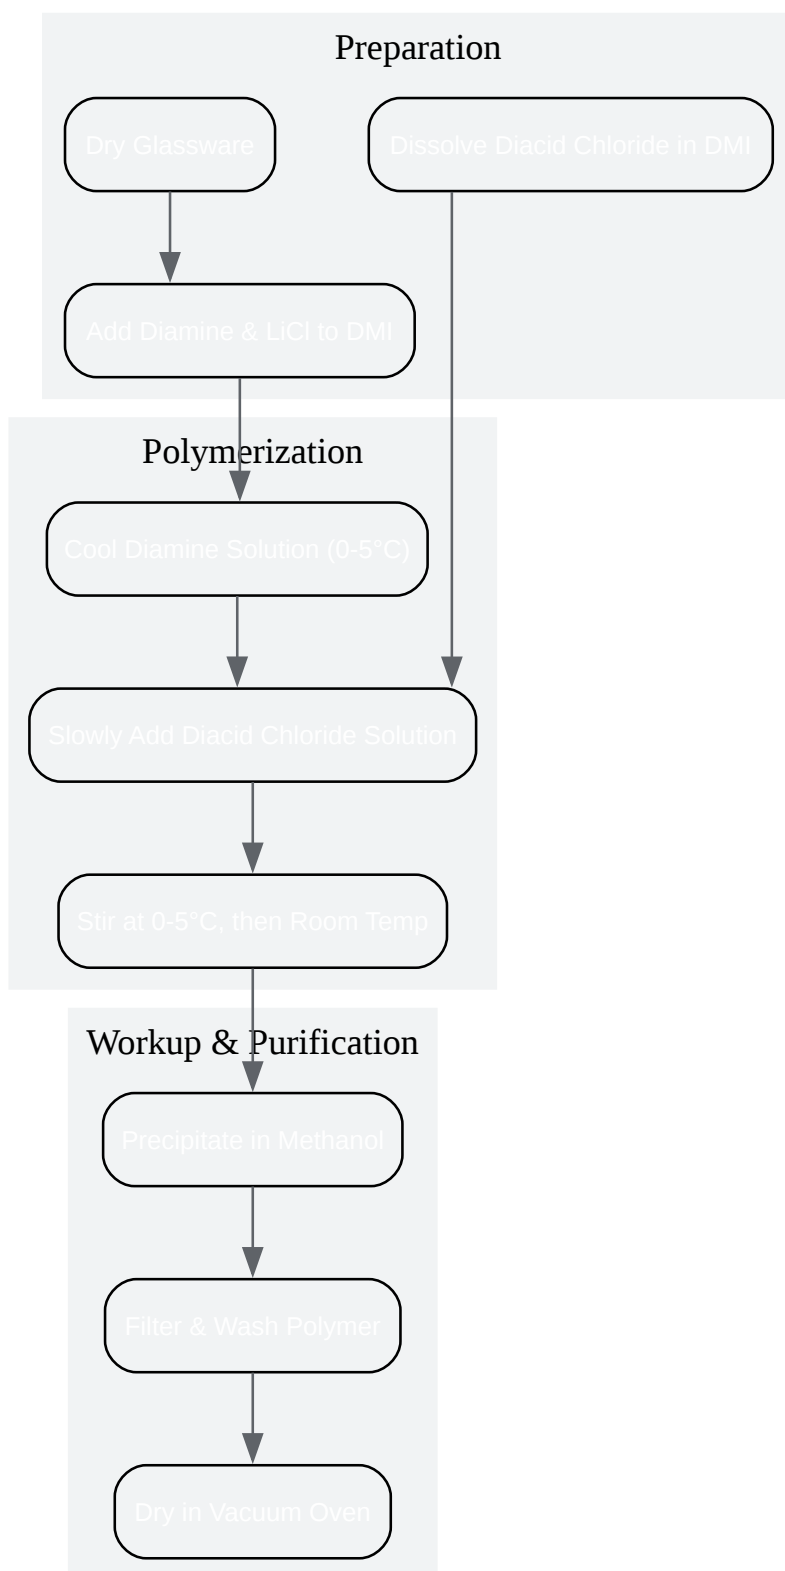 Preparation
Dry Glassware
Dissolve Diacid Chloride in DMI
Add Diamine & LiCl to DMI
Polymerization
Cool Diamine Solution (0-5°C)
Slowly Add Diacid Chloride Solution
Stir at 0-5°C, then Room Temp
Workup & Purification
Precipitate in Methanol
Filter & Wash Polymer
Dry in Vacuum Oven